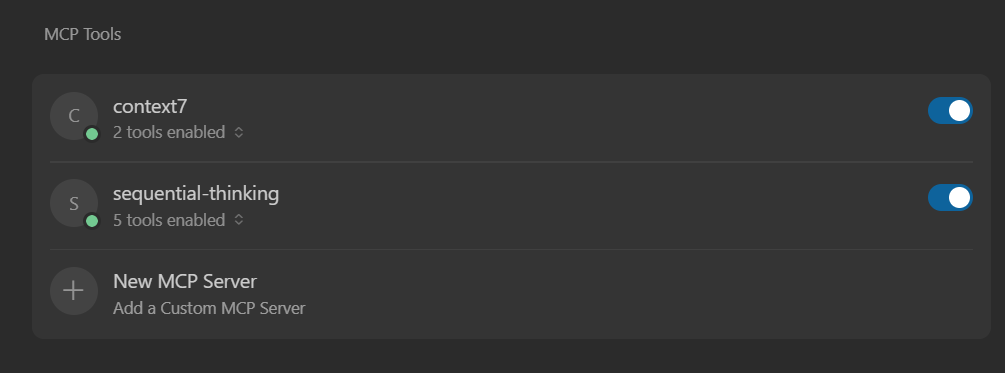 MCP Tools
C
context7
2 tools enabled
S
sequential-thinking
5 tools enabled
New MCP Server
Add a Custom MCP Server